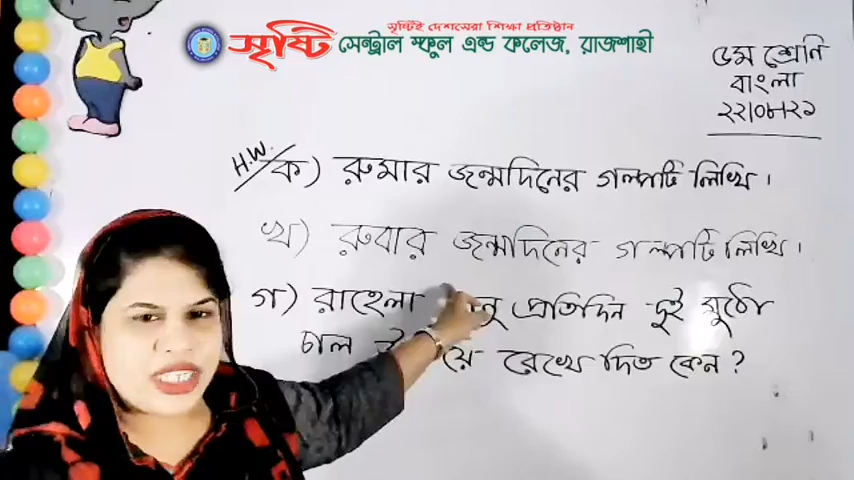 সৃষ্টিই দেশসেরা শিক্ষা প্রতিষ্ঠান
সৃষ্টি সেন্ট্রাল স্কুল এন্ড কলেজ, রাজশাহী
৫ম শ্রেণি
বাংলা
২২|০৮|২১
H.W.
ক) রুমার জন্মদিনের গল্পটি লিখি।
খ) রুবার জন্মদিনের গল্পটি লিখি।
গ) রাহেলা প্রতিদিন দুই মুঠো
চাল রেখে দিত কেন?